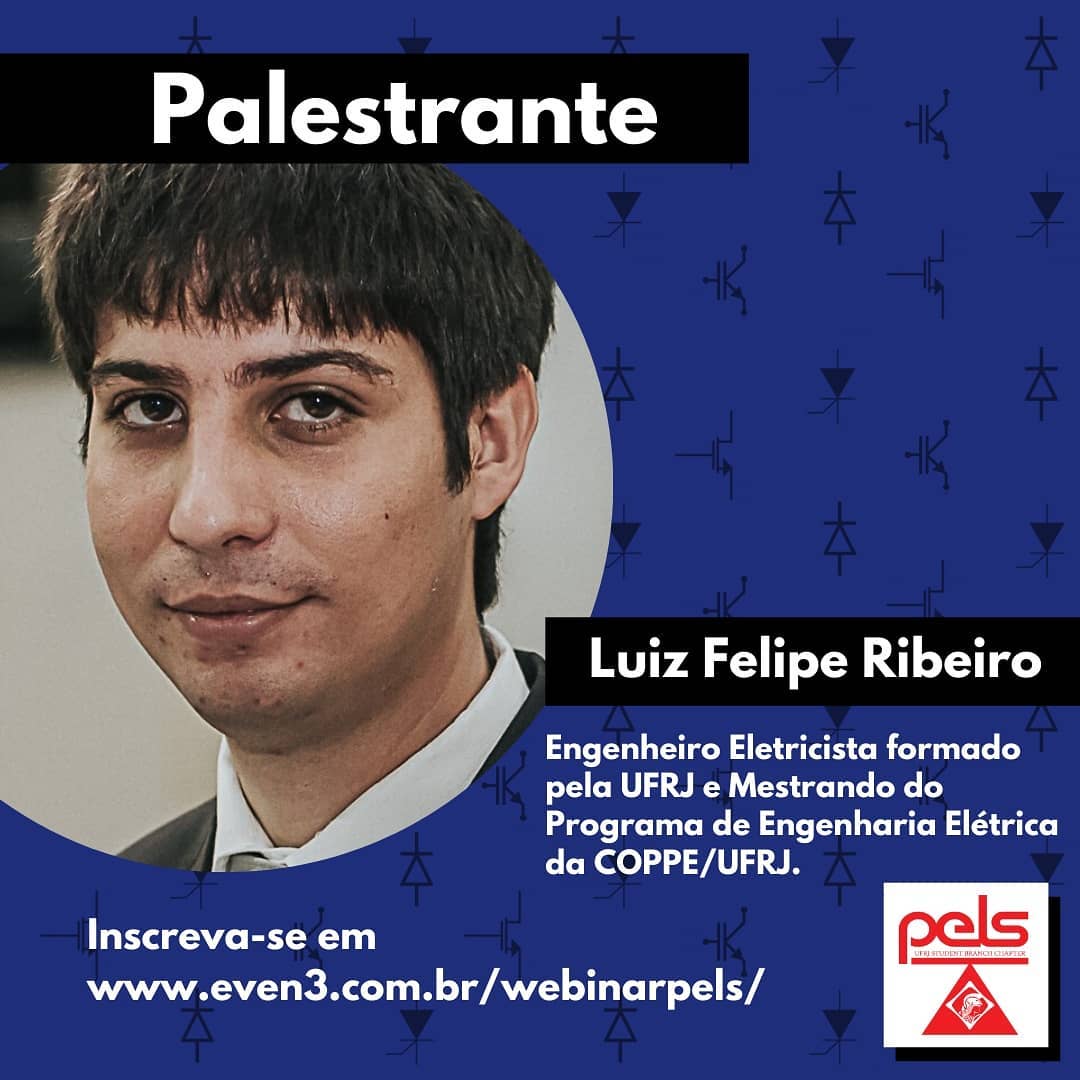 Palestrante
Luiz Felipe Ribeiro
Engenheiro Eletricista formado
pela UFRJ e Mestrando do
Programa de Engenharia Elétrica
da COPPE/UFRJ.
Inscreva-se em
www.even3.com.br/webinarpels/
pels
UFRJ STUDENT BRANCH CHAPTER